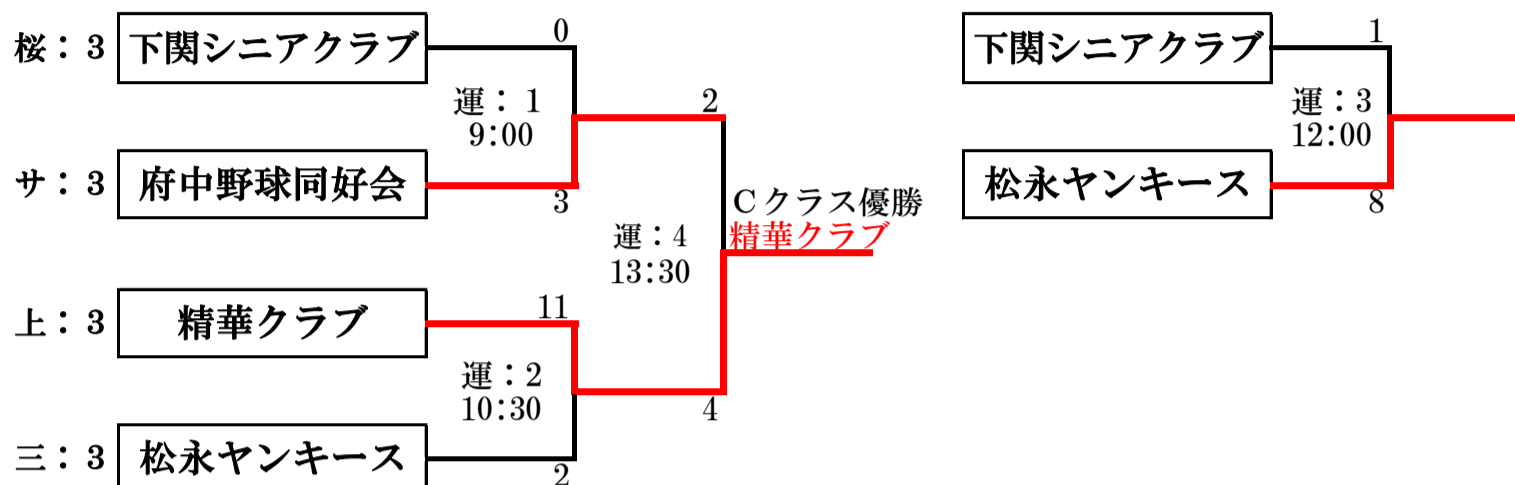 桜：3 下関シニアクラブ 0
下関シニアクラブ 1
運：1
9:00
2
運：3
12:00
サ：3 府中野球同好会 3
松永ヤンキース 8
Cクラス優勝
精華クラブ
運：4
13:30
上：3 精華クラブ 11
運：2
10:30
4
三：3 松永ヤンキース 2